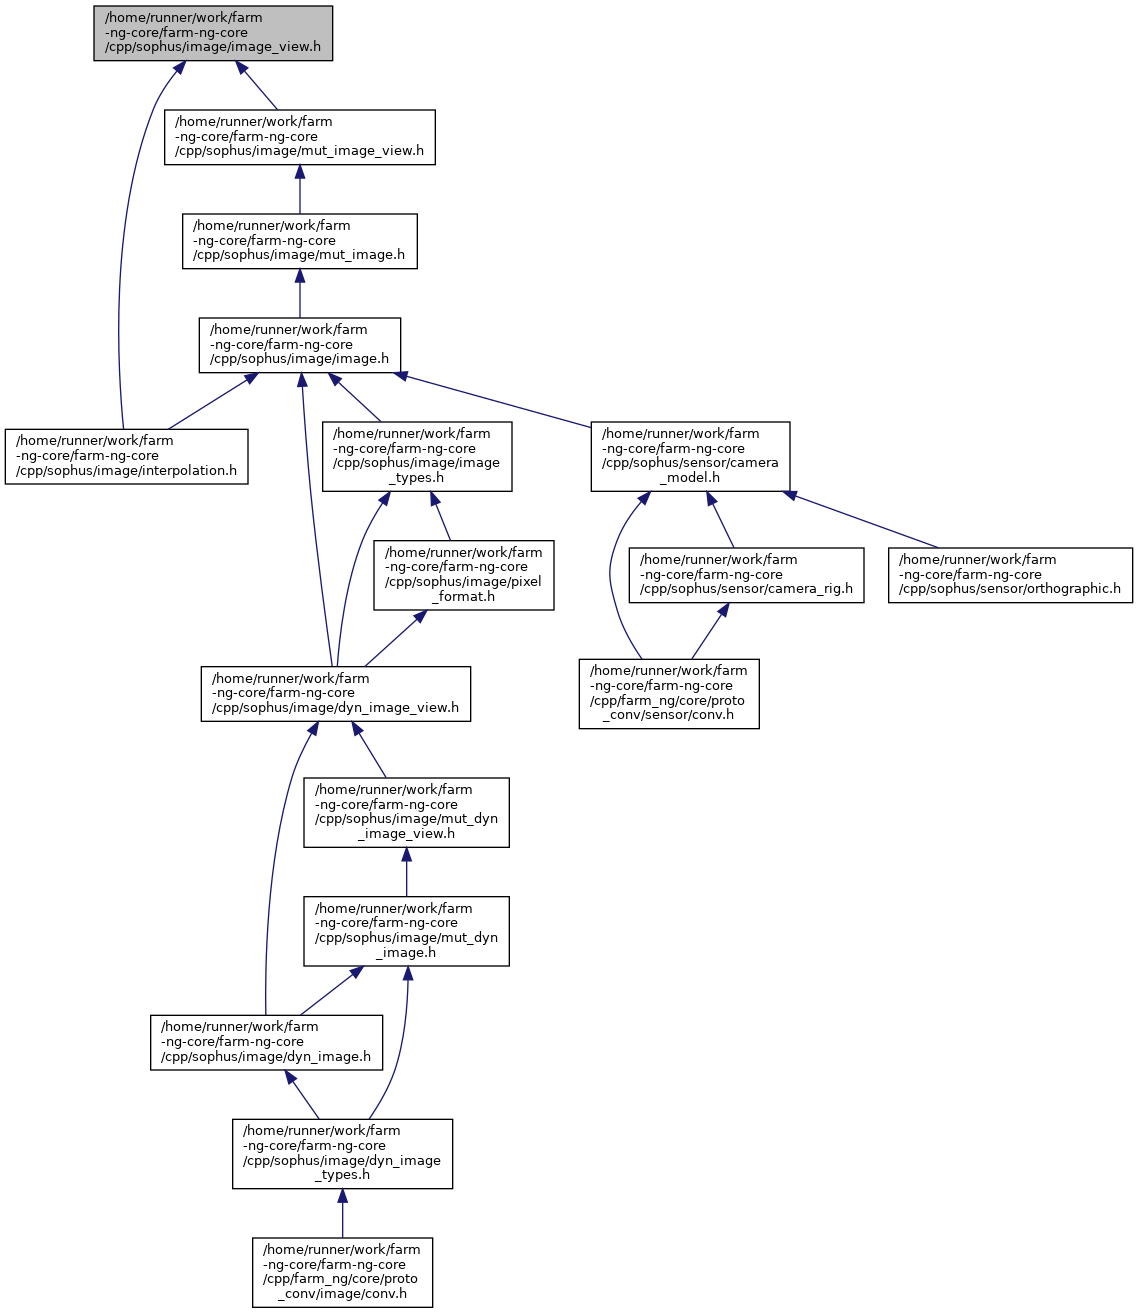 /home/runner/work/farm
-ng-core/farm-ng-core
/cpp/sophus/image/image_view.h
/home/runner/work/farm
-ng-core/farm-ng-core
/cpp/sophus/image/mut_image_view.h
/home/runner/work/farm
-ng-core/farm-ng-core
/cpp/sophus/image/mut_image.h
/home/runner/work/farm
-ng-core/farm-ng-core
/cpp/sophus/image/image.h
/home/runner/work/farm
-ng-core/farm-ng-core
/cpp/sophus/image/interpolation.h
/home/runner/work/farm
-ng-core/farm-ng-core
/cpp/sophus/image/image
_types.h
/home/runner/work/farm
-ng-core/farm-ng-core
/cpp/sophus/sensor/camera
_model.h
/home/runner/work/farm
-ng-core/farm-ng-core
/cpp/sophus/image/pixel
_format.h
/home/runner/work/farm
-ng-core/farm-ng-core
/cpp/sophus/sensor/camera_rig.h
/home/runner/work/farm
-ng-core/farm-ng-core
/cpp/sophus/sensor/orthographic.h
/home/runner/work/farm
-ng-core/farm-ng-core
/cpp/sophus/image/dyn_image_view.h
/home/runner/work/farm
-ng-core/farm-ng-core
/cpp/farm_ng/core/proto
_conv/sensor/conv.h
/home/runner/work/farm
-ng-core/farm-ng-core
/cpp/sophus/image/mut_dyn
_image_view.h
/home/runner/work/farm
-ng-core/farm-ng-core
/cpp/sophus/image/mut_dyn
_image.h
/home/runner/work/farm
-ng-core/farm-ng-core
/cpp/sophus/image/dyn_image.h
/home/runner/work/farm
-ng-core/farm-ng-core
/cpp/sophus/image/dyn_image
_types.h
/home/runner/work/farm
-ng-core/farm-ng-core
/cpp/farm_ng/core/proto
_conv/image/conv.h